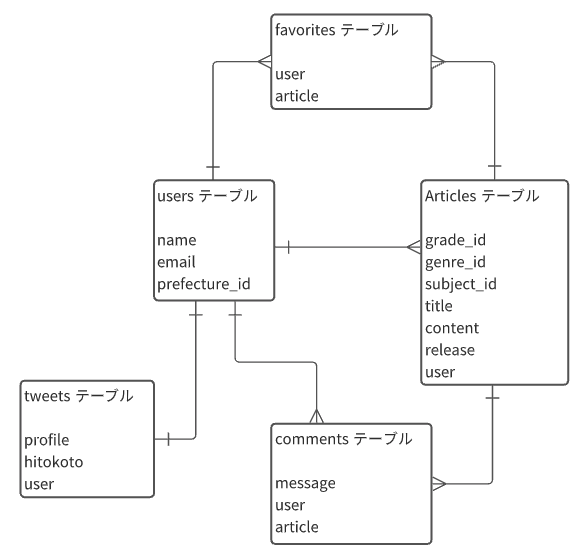 favorites テーブル
user
article
users テーブル
name
email
prefecture_id
Articles テーブル
grade_id
genre_id
subject_id
title
content
release
user
tweets テーブル
profile
hitokoto
user
comments テーブル
message
user
article